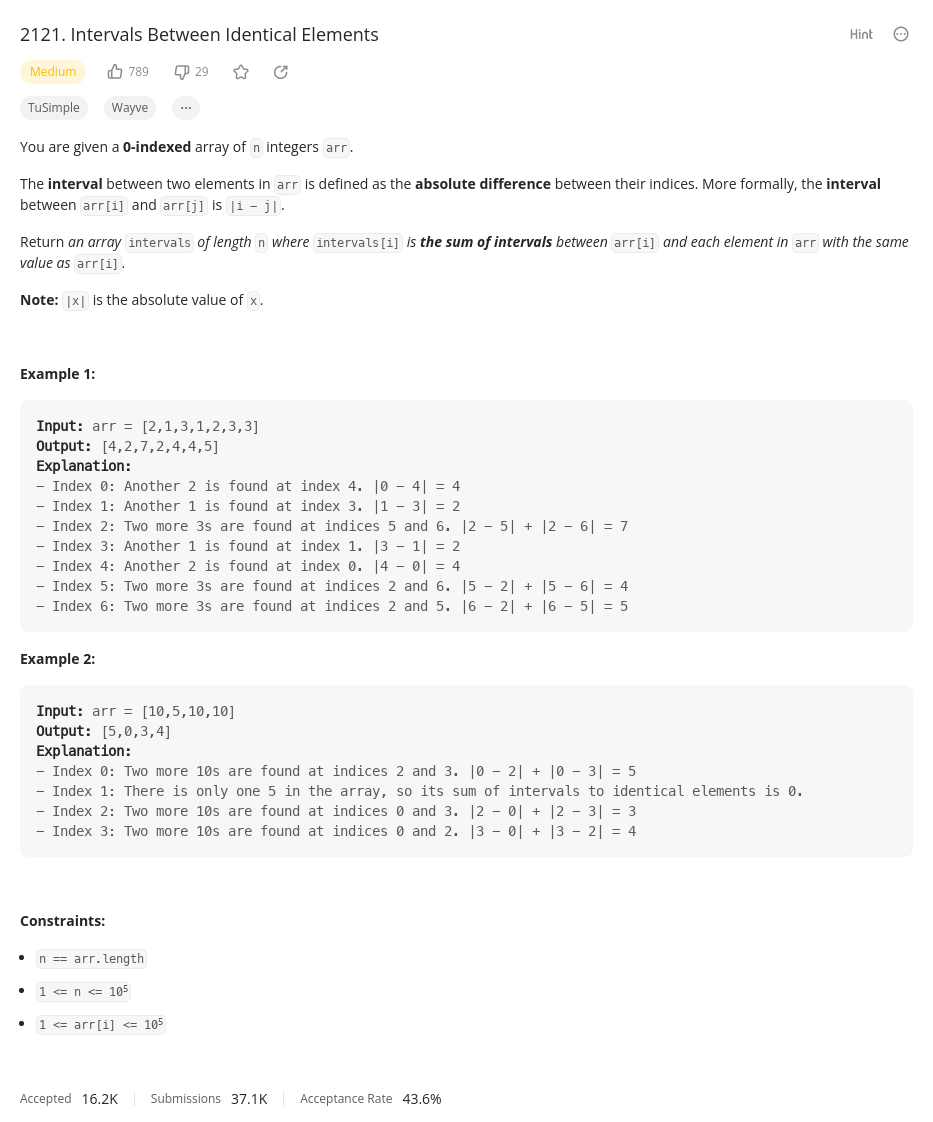 2121. Intervals Between Identical Elements
Hint
Medium 789 29
TuSimple Wayve ...
You are given a 0-indexed array of n integers arr.
The interval between two elements in arr is defined as the absolute difference between their indices. More formally, the interval
between arr[i] and arr[j] is |i - j|.
Return an array intervals of length n where intervals[i] is the sum of intervals between arr[i] and each element in arr with the same
value as arr[i].
Note: |x| is the absolute value of x.
Example 1:
Input: arr = [2,1,3,1,2,3,3]
Output: [4,2,7,2,4,4,5]
Explanation:
- Index 0: Another 2 is found at index 4. |0 - 4| = 4
- Index 1: Another 1 is found at index 3. |1 - 3| = 2
- Index 2: Two more 3s are found at indices 5 and 6. |2 - 5| + |2 - 6| = 7
- Index 3: Another 1 is found at index 1. |3 - 1| = 2
- Index 4: Another 2 is found at index 0. |4 - 0| = 4
- Index 5: Two more 3s are found at indices 2 and 6. |5 - 2| + |5 - 6| = 4
- Index 6: Two more 3s are found at indices 2 and 5. |6 - 2| + |6 - 5| = 5
Example 2:
Input: arr = [10,5,10,10]
Output: [5,0,3,4]
Explanation:
- Index 0: Two more 10s are found at indices 2 and 3. |0 - 2| + |0 - 3| = 5
- Index 1: There is only one 5 in the array, so its sum of intervals to identical elements is 0.
- Index 2: Two more 10s are found at indices 0 and 3. |2 - 0| + |2 - 3| = 3
- Index 3: Two more 10s are found at indices 0 and 2. |3 - 0| + |3 - 2| = 4
Constraints:
• n == arr.length
• 1 <= n <= 10⁵
• 1 <= arr[i] <= 10⁵
Accepted 16.2K Submissions 37.1K Acceptance Rate 43.6%